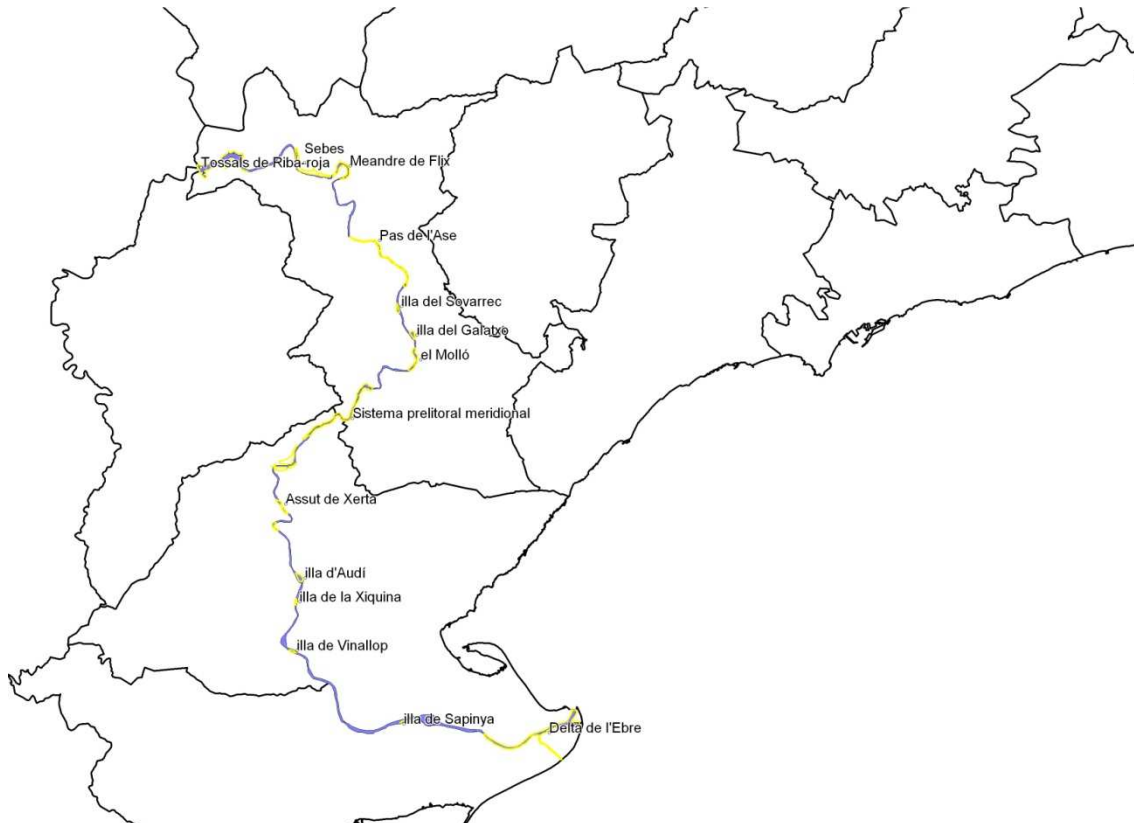 Sebes
Tossals de Riba-roja
Meandre de Flix
Pas de l'Ase
illa del Sovarrec
illa del Galatxo
el Molló
Sistema prelitoral meridional
Assut de Xerta
illa d'Audí
illa de la Xiquina
illa de Vinallop
illa de Sapinya
Delta de l'Ebre